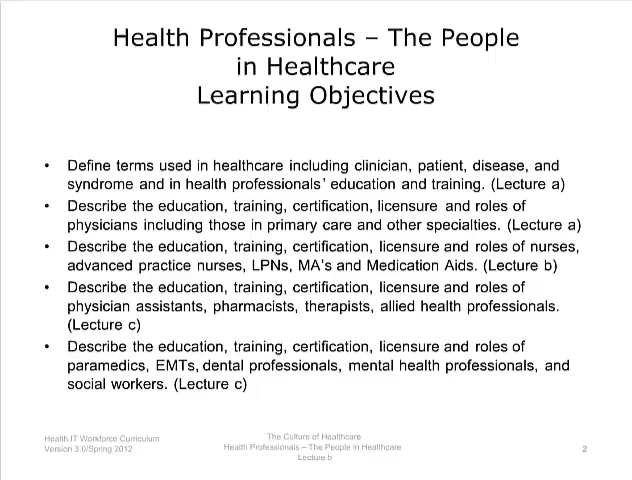 Health Professionals – The People
in Healthcare
Learning Objectives
• Define terms used in healthcare including clinician, patient, disease, and
syndrome and in health professionals’ education and training. (Lecture a)
• Describe the education, training, certification, licensure and roles of
physicians including those in primary care and other specialties. (Lecture a)
• Describe the education, training, certification, licensure and roles of nurses,
advanced practice nurses, LPNs, MA’s and Medication Aids. (Lecture b)
• Describe the education, training, certification, licensure and roles of
physician assistants, pharmacists, therapists, allied health professionals.
(Lecture c)
• Describe the education, training, certification, licensure and roles of
paramedics, EMTs, dental professionals, mental health professionals, and
social workers. (Lecture c)
Health IT Workforce Curriculum
Version 3.0/Spring 2012
The Culture of Healthcare
Health Professionals – The People in Healthcare
Lecture b
2